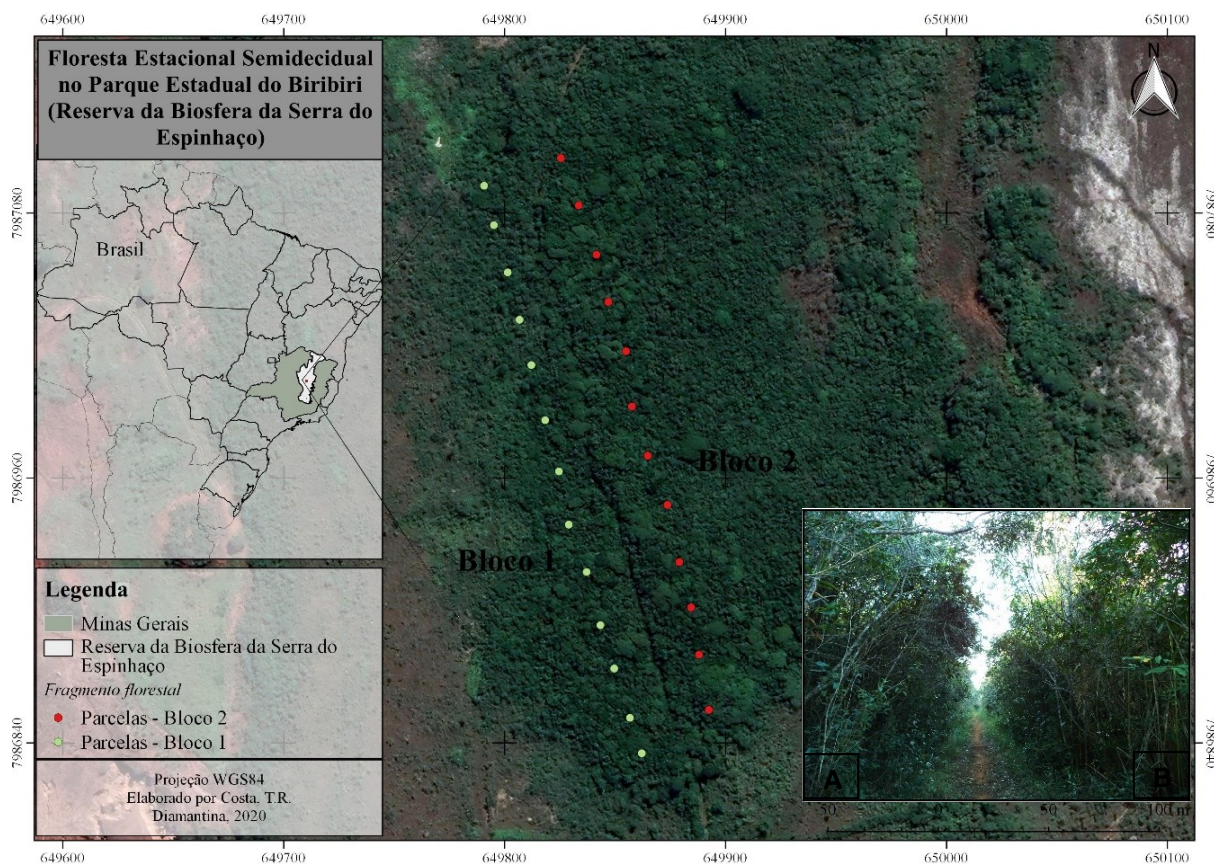 649600 649700 649800 649900 650000 650100
Floresta Estacional Semidecidual
no Parque Estadual do Biribiri
(Reserva da Biosfera da Serra do
Espinhaço)
N
7987080
7987080
Brasil
Bloco 2
7986960
7986960
Bloco 1
Legenda
Minas Gerais
Reserva da Biosfera da Serra do
Espinhaço
Fragmento florestal
Parcelas - Bloco 2
Parcelas - Bloco 1
7986840
7986840
A
B
50 0 50 100 m
Projeção WGS84
Elaborado por Costa. T.R.
Diamantina, 2020
649600 649700 649800 649900 650000 650100